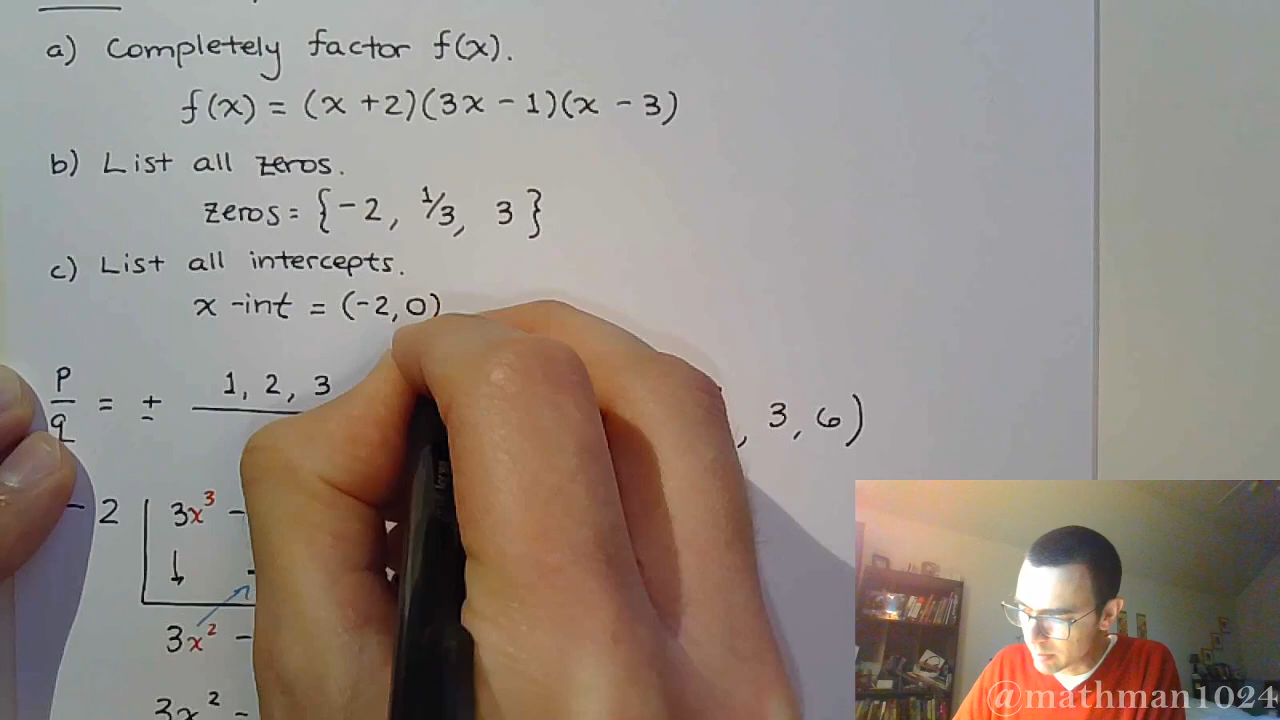 a) Completely factor f(x).
f(x) = (x + 2)(3x - 1)(x - 3)
b) List all zeros.
zeros = {-2, 1/3, 3}
c) List all intercepts.
x-int = (-2, 0)
p/q = ± 1, 2, 3
, 3, 6)
-2 3x³ -
3x² -
3x² -
@mathman1024